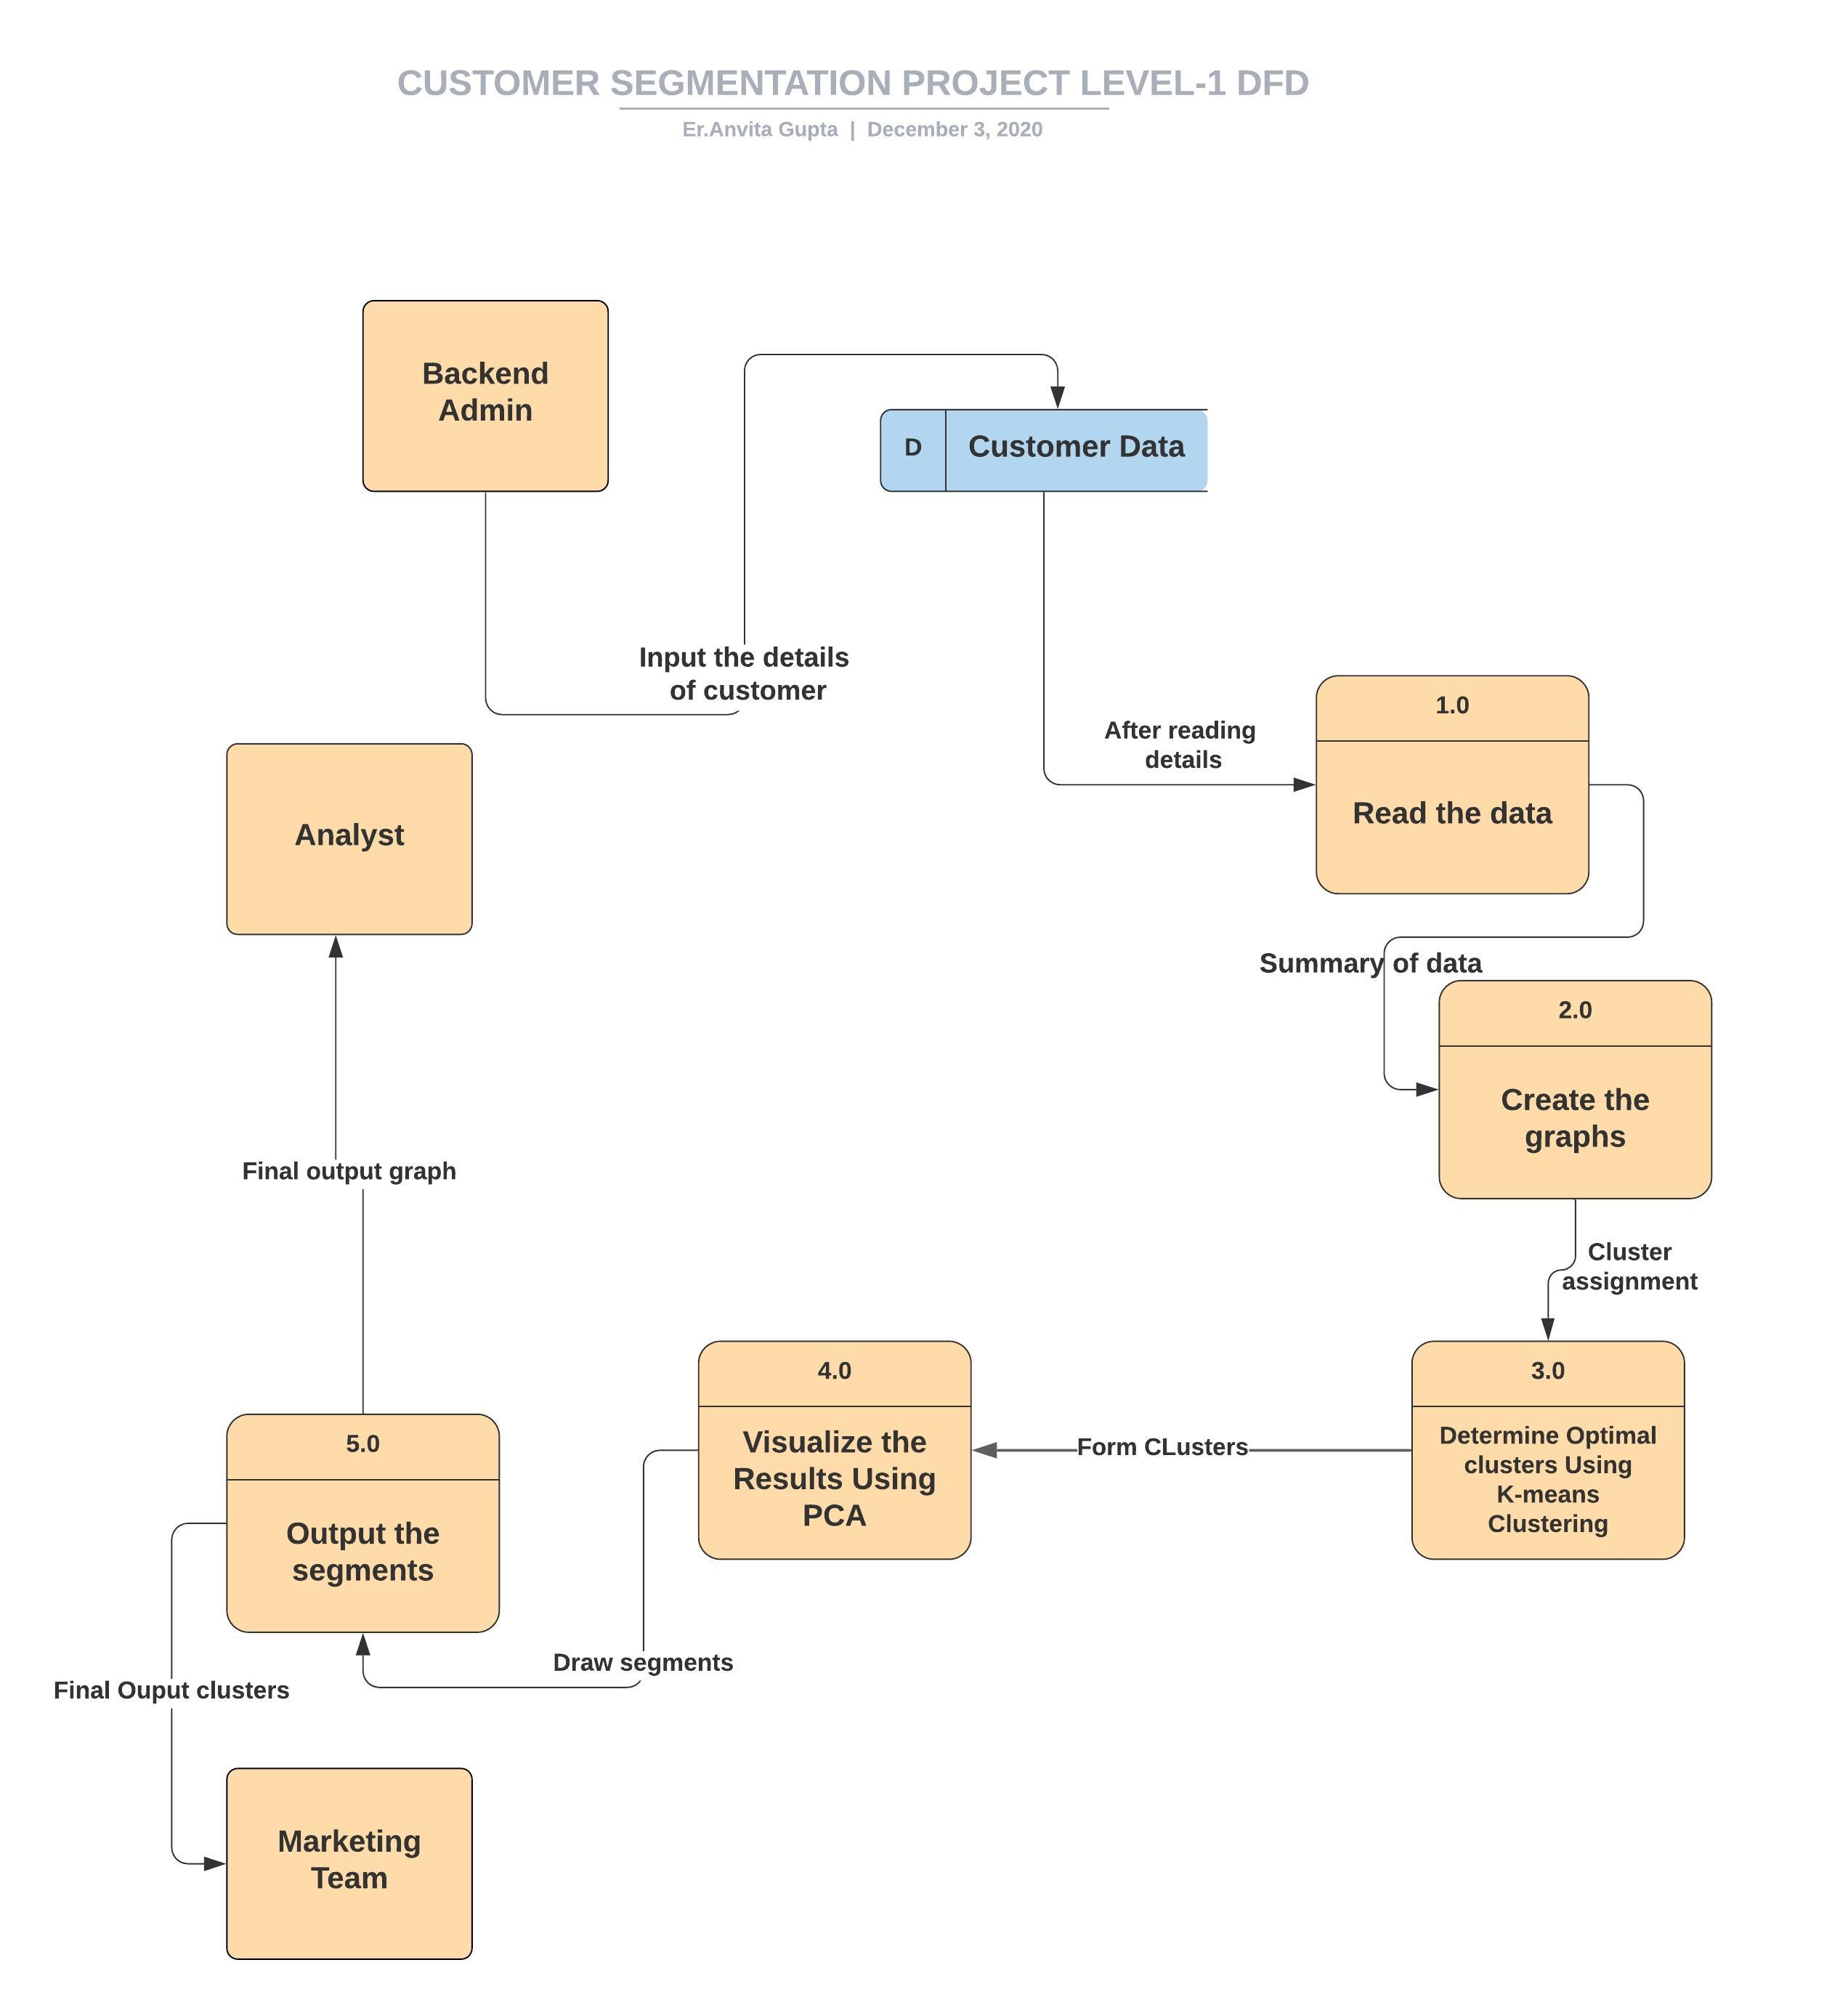 CUSTOMER SEGMENTATION PROJECT LEVEL-1 DFD
Er.Anvita Gupta | December 3, 2020
Backend
Admin
D
Customer Data
Input the details
of customer
After reading
details
1.0
Read the data
Analyst
Summary of data
2.0
Create the
graphs
Final output graph
Cluster
assignment
3.0
Determine Optimal
clusters Using
K-means
Clustering
Form CLusters
4.0
Visualize the
Results Using
PCA
5.0
Output the
segments
Draw segments
Final Ouput clusters
Marketing
Team